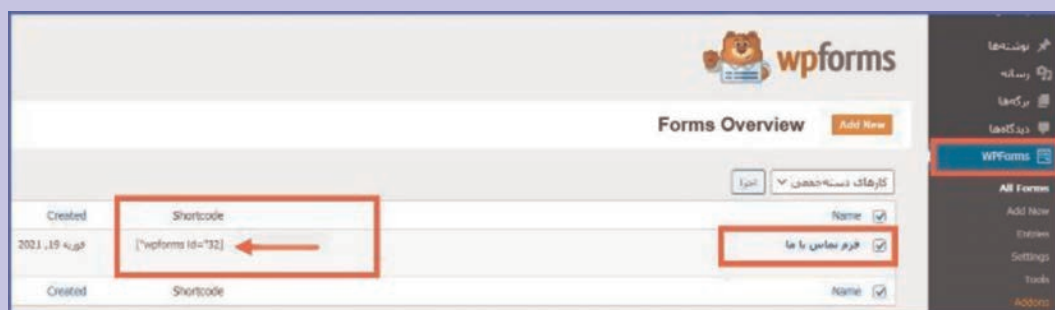 wpforms
Forms Overview Add New
کارهای دسته‌جمعی اجرا
Name Shortcode Created
فرم تماس با ما ["wpforms id="32] فوریه 19, 2021
Name Shortcode Created
نوشته‌ها
رسانه
برگه‌ها
دیدگاه‌ها
WPForms
All Forms
Add New
Entries
Settings
Tools
Addons